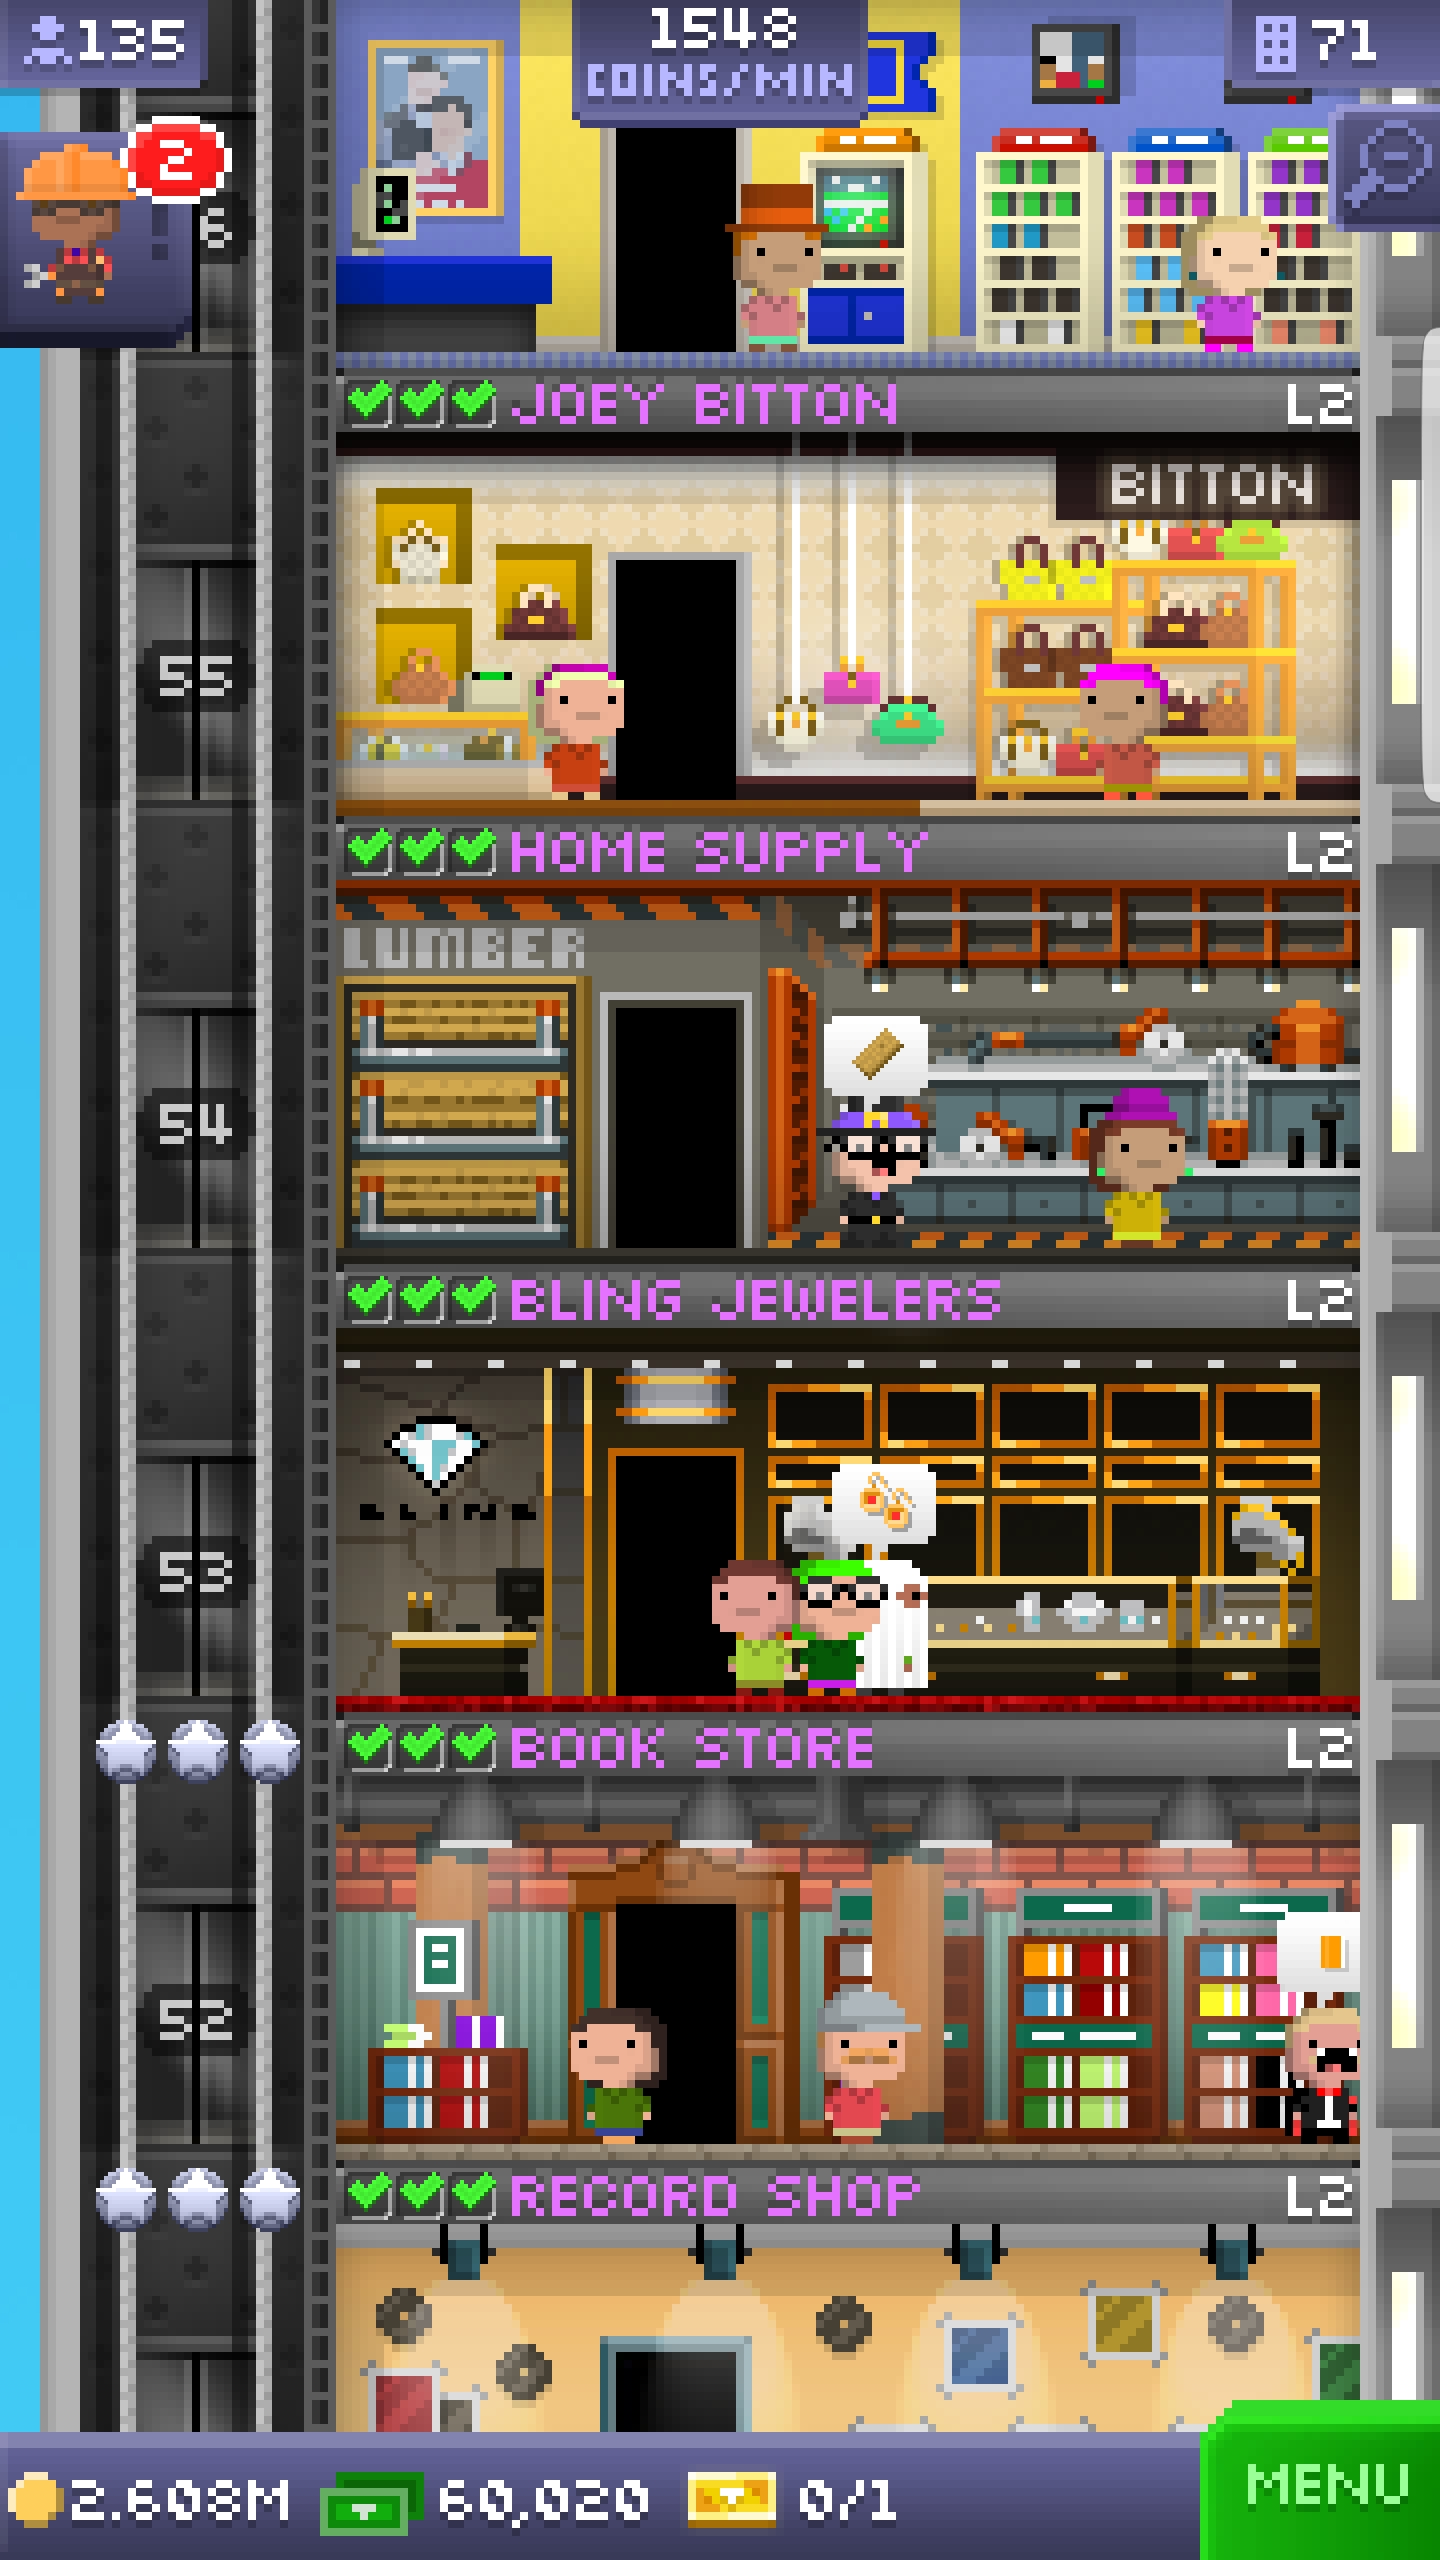 135
1548
COINS/MIN
71
2
6
JOEY BITTON
L2
BITTON
55
HOME SUPPLY
L2
LUMBER
54
BLING JEWELERS
L2
BLING
53
BOOK STORE
L2
52
RECORD SHOP
L2
2.608M
60,020
0/1
MENU